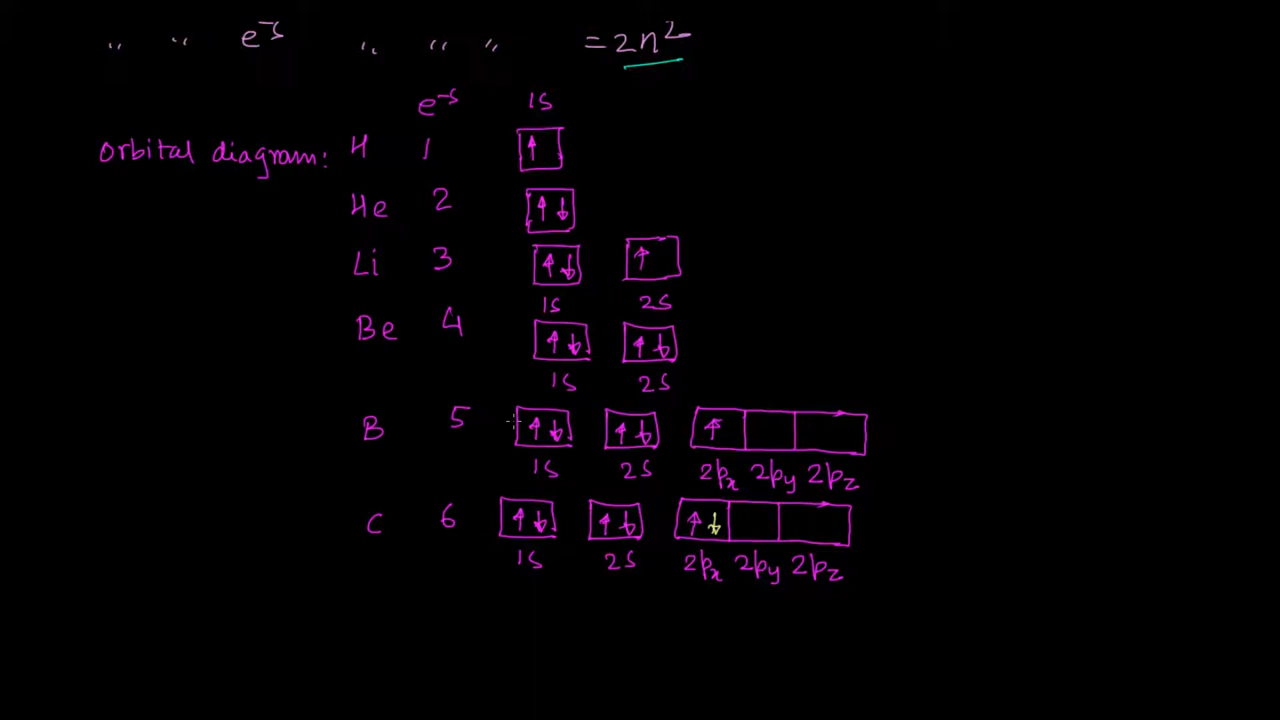 " " e⁻s " " " = 2n²
e⁻s 1s
Orbital diagram: H 1 ↑
He 2 ↑↓
Li 3 ↑↓ ↑
1s 2s
Be 4 ↑↓ ↑↓
1s 2s
B 5 ↑↓ ↑↓ ↑
1s 2s 2pₓ 2py 2pz
C 6 ↑↓ ↑↓ ↑↓
1s 2s 2pₓ 2py 2pz